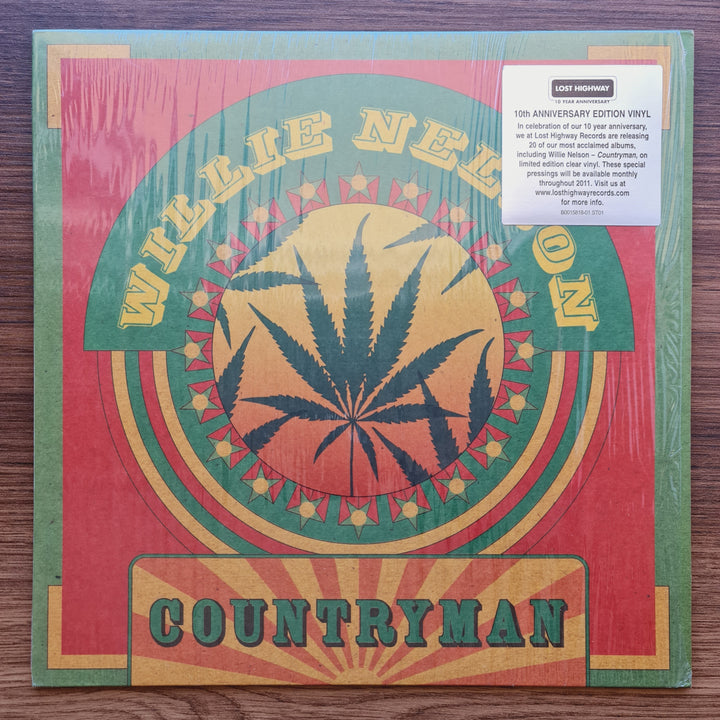 WILLIE NELSON
LOST HIGHWAY
10 YEAR ANNIVERSARY
10th ANNIVERSARY EDITION VINYL
In celebration of our 10 year anniversary,
we at Lost Highway Records are releasing
20 of our most acclaimed albums,
including Willie Nelson – Countryman, on
limited edition clear vinyl. These special
pressings will be available monthly
throughout 2011. Visit us at
www.losthighwayrecords.com
for more info.
B0015618-01 ST01
COUNTRYMAN